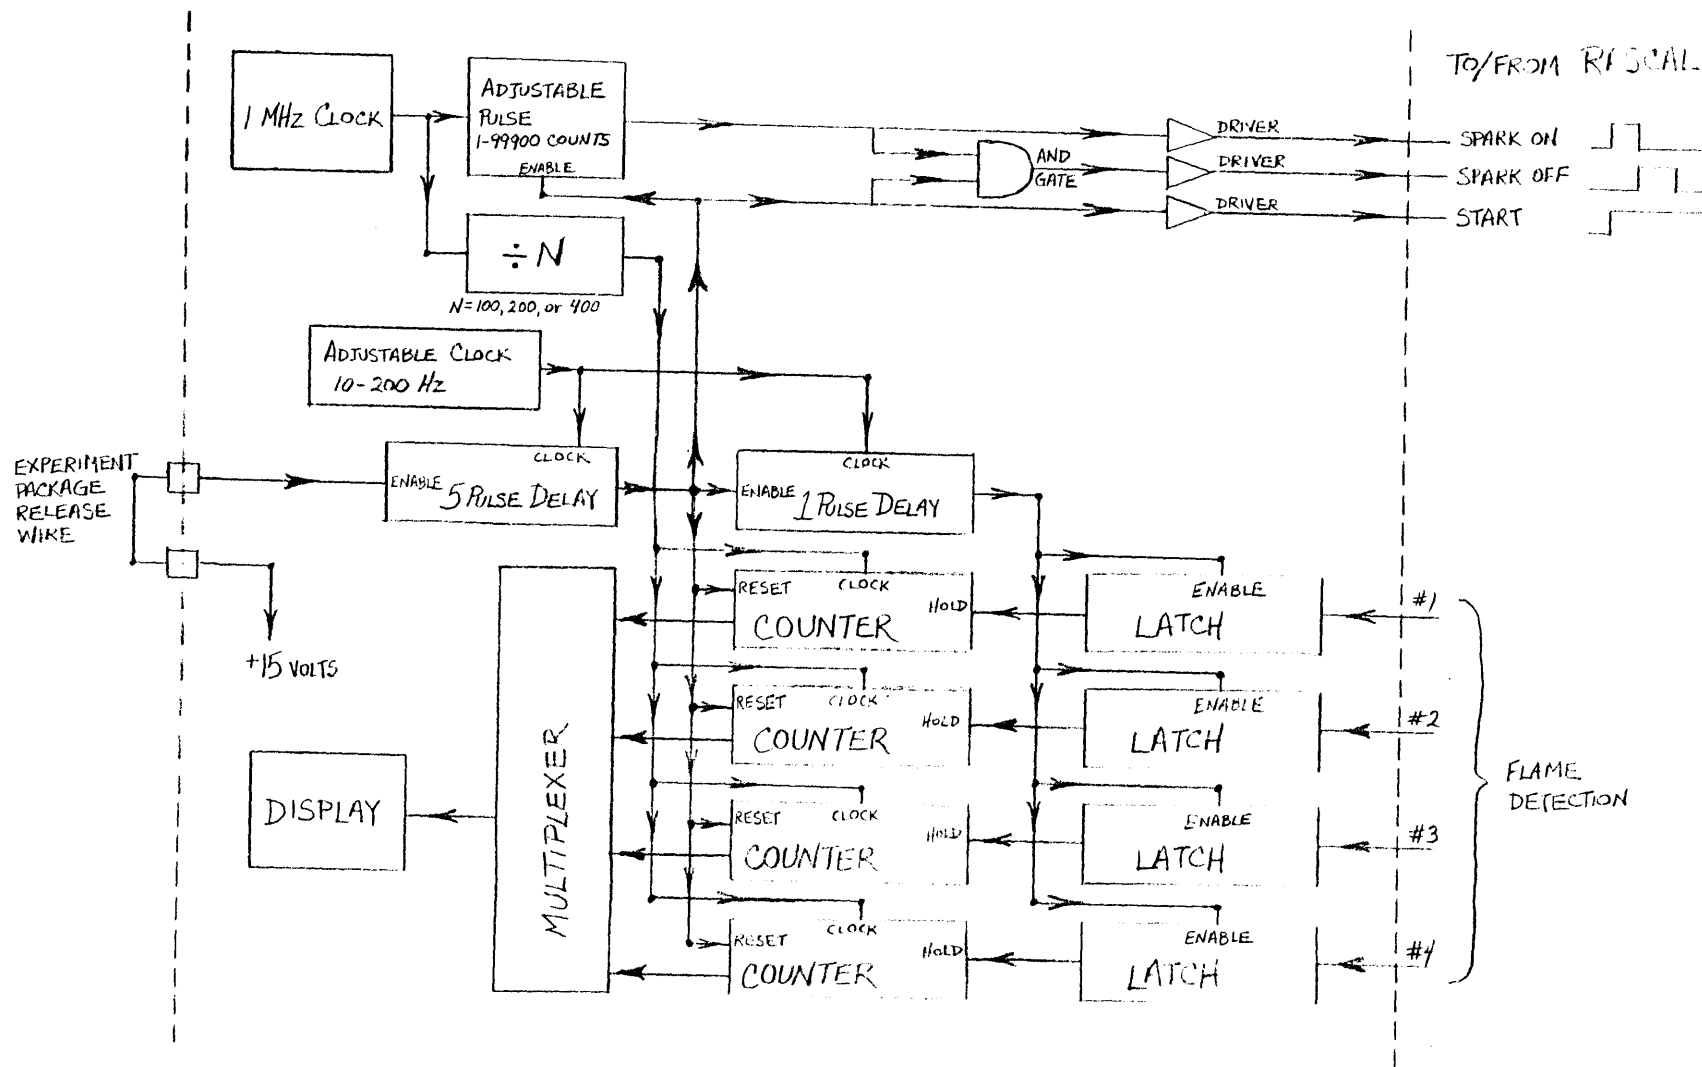 TO/FROM RASCAL
1 MHz CLOCK
ADJUSTABLE
PULSE
1-99900 COUNTS
ENABLE
DRIVER
SPARK ON
AND
GATE
DRIVER
SPARK OFF
DRIVER
START
÷ N
N=100, 200, or 400
ADJUSTABLE CLOCK
10-200 Hz
EXPERIMENT
PACKAGE
RELEASE
WIRE
CLOCK
ENABLE
5 PULSE DELAY
CLOCK
ENABLE
1 PULSE DELAY
+15 VOLTS
RESET
CLOCK
HOLD
COUNTER
ENABLE
LATCH
#1
RESET
CLOCK
HOLD
COUNTER
ENABLE
LATCH
#2
RESET
CLOCK
HOLD
COUNTER
ENABLE
LATCH
#3
RESET
CLOCK
HOLD
COUNTER
ENABLE
LATCH
#4
FLAME
DETECTION
MULTIPLEXER
DISPLAY